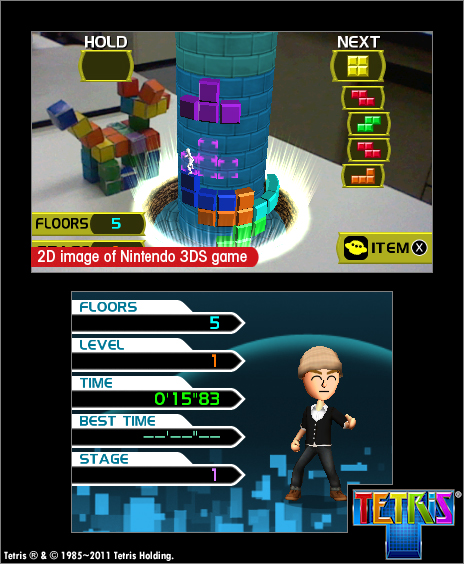 HOLD
NEXT
FLOORS 5
ITEM X
2D image of Nintendo 3DS game
FLOORS
5
LEVEL
1
TIME
0'15"83
BEST TIME
--'--"--
STAGE
1
TETRIS®
Tetris ® & © 1985~2011 Tetris Holding.